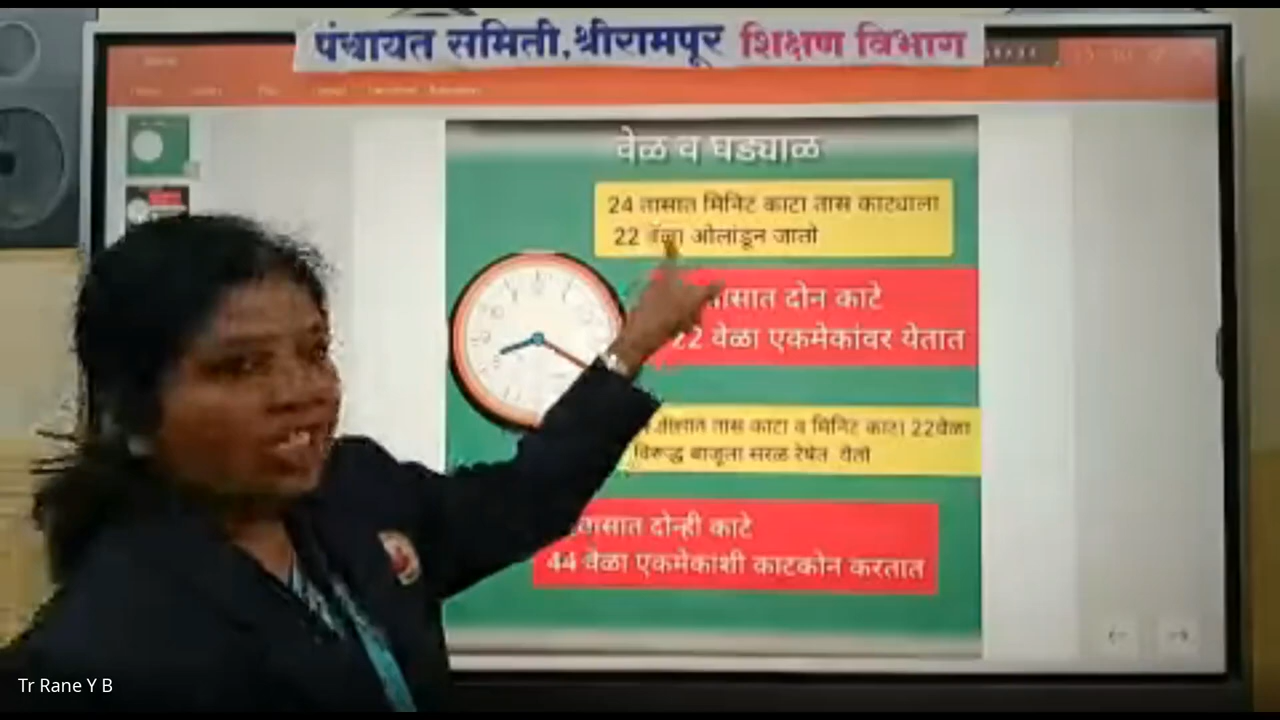 पंचायत समिती,श्रीरामपूर शिक्षण विभाग
वेळ व घड्याळ
24 तासात मिनिट काटा तास काट्याला
22 वेळा ओलांडून जातो
तासात दोन काटे
22 वेळा एकमेकांवर येतात
तासात तास काटा व मिनिट काटा 22वेळा
विरुद्ध बाजूला सरळ रेषेत येतो
दोन्ही काटे
44 वेळा एकमेकांशी काटकोन करतात
Tr Rane Y B